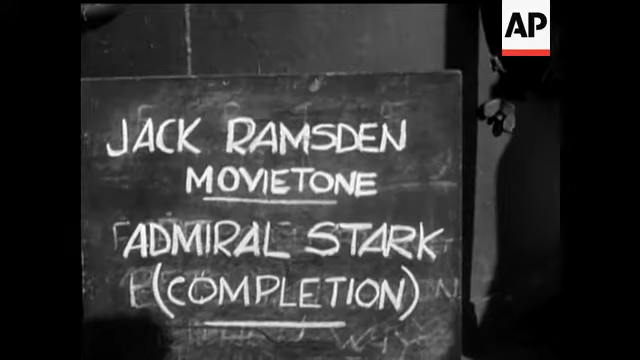 AP
JACK RAMSDEN
MOVIETONE
ADMIRAL STARK
(COMPLETION)